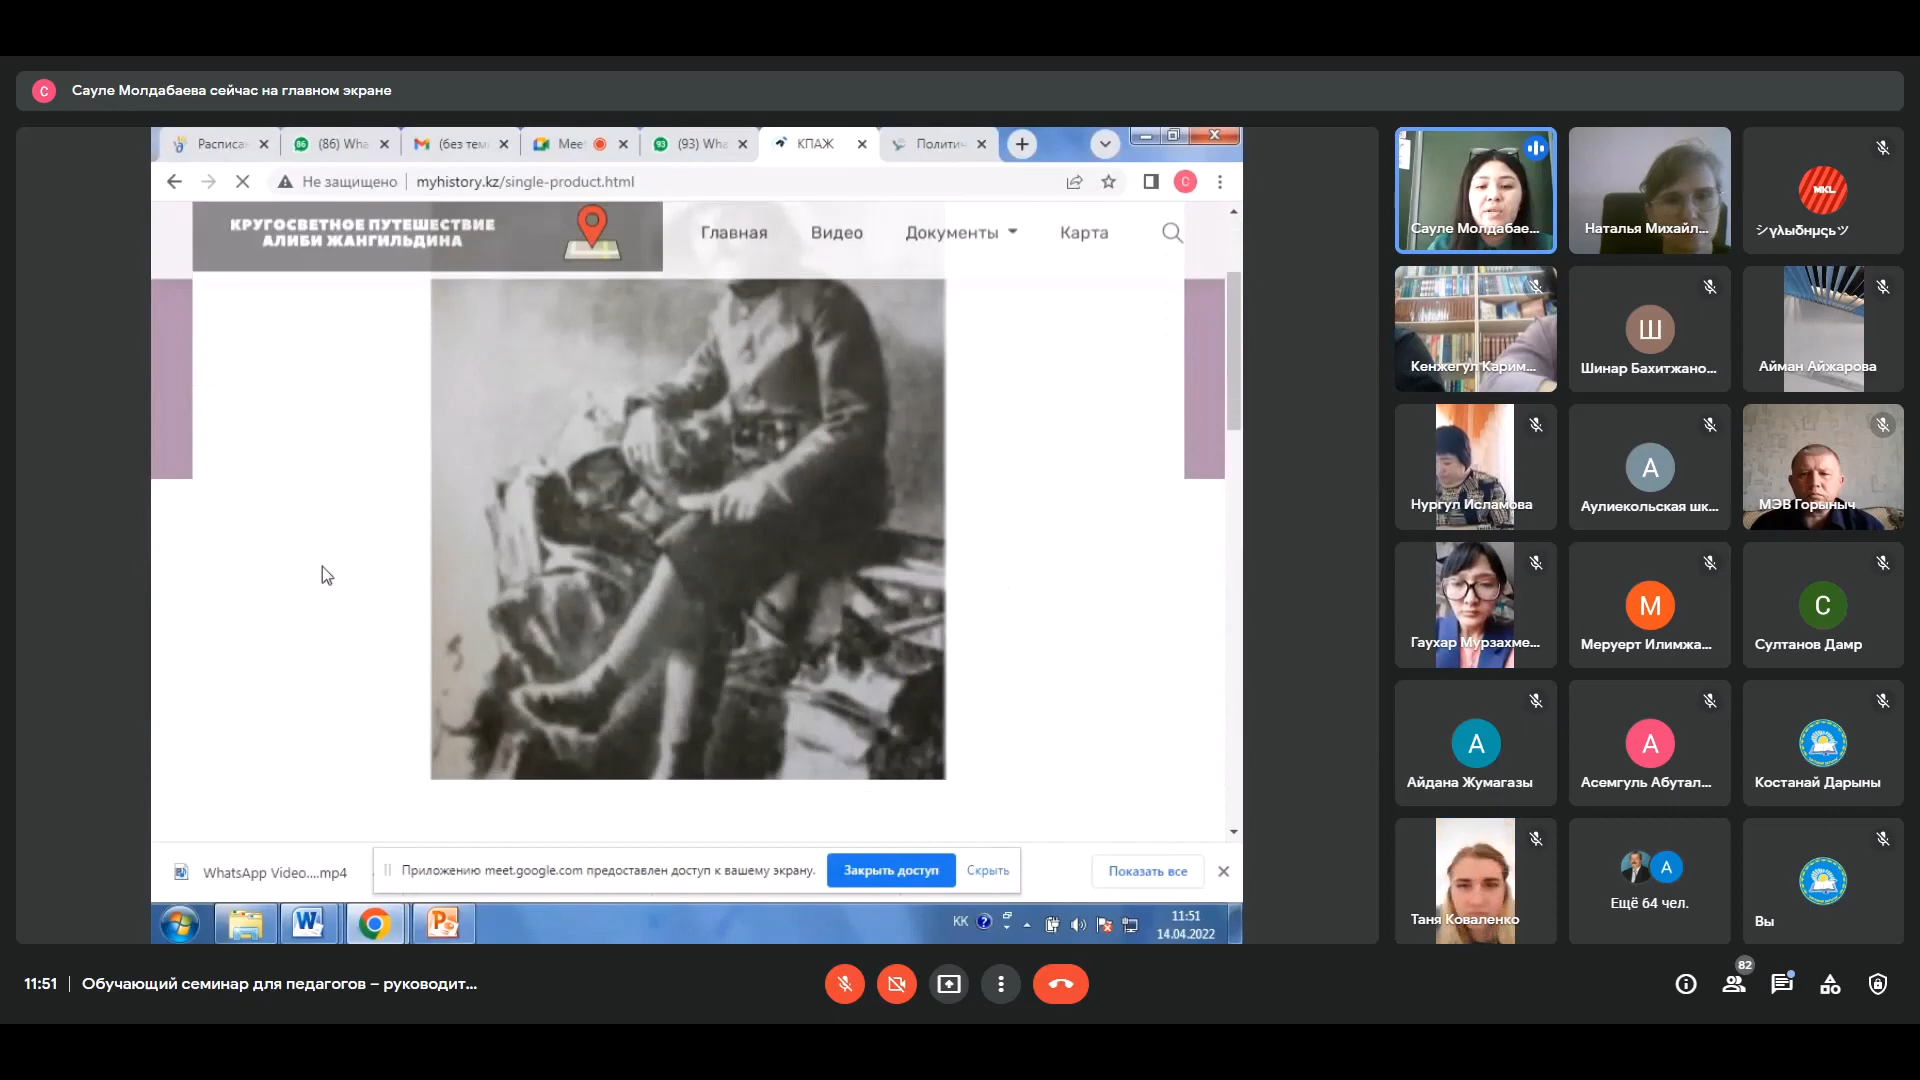 С
Сауле Молдабаева сейчас на главном экране
Расписа
86
(86) Wha
(без тем
Mee
93
(93) Wha
КПАЖ
Полити
Не защищено
myhistory.kz/single-product.html
С
КРУГОСВЕТНОЕ ПУТЕШЕСТВИЕ
АЛИБИ ЖАНГИЛЬДИНА
Главная
Видео
Документы
Карта
WhatsApp Video....mp4
Приложению meet.google.com предоставлен доступ к вашему экрану.
Закрыть доступ
Скрыть
Показать все
KK
11:51
14.04.2022
Сауле Молдабае...
Наталья Михайл...
MKL
Кенжегул Карим...
Ш
Шинар Бахитжано...
Айман Айжарова
Нургул Исламова
А
Аулиекольская шк...
МЭВ Горыныч
Гаухар Мурзахме...
М
Меруерт Илимжа...
С
Султанов Дамр
А
Айдана Жумагазы
А
Асемгуль Абутал...
Костанай Дарыны
Таня Коваленко
А
Ещё 64 чел.
Вы
11:51
Обучающий семинар для педагогов – руководит...
82